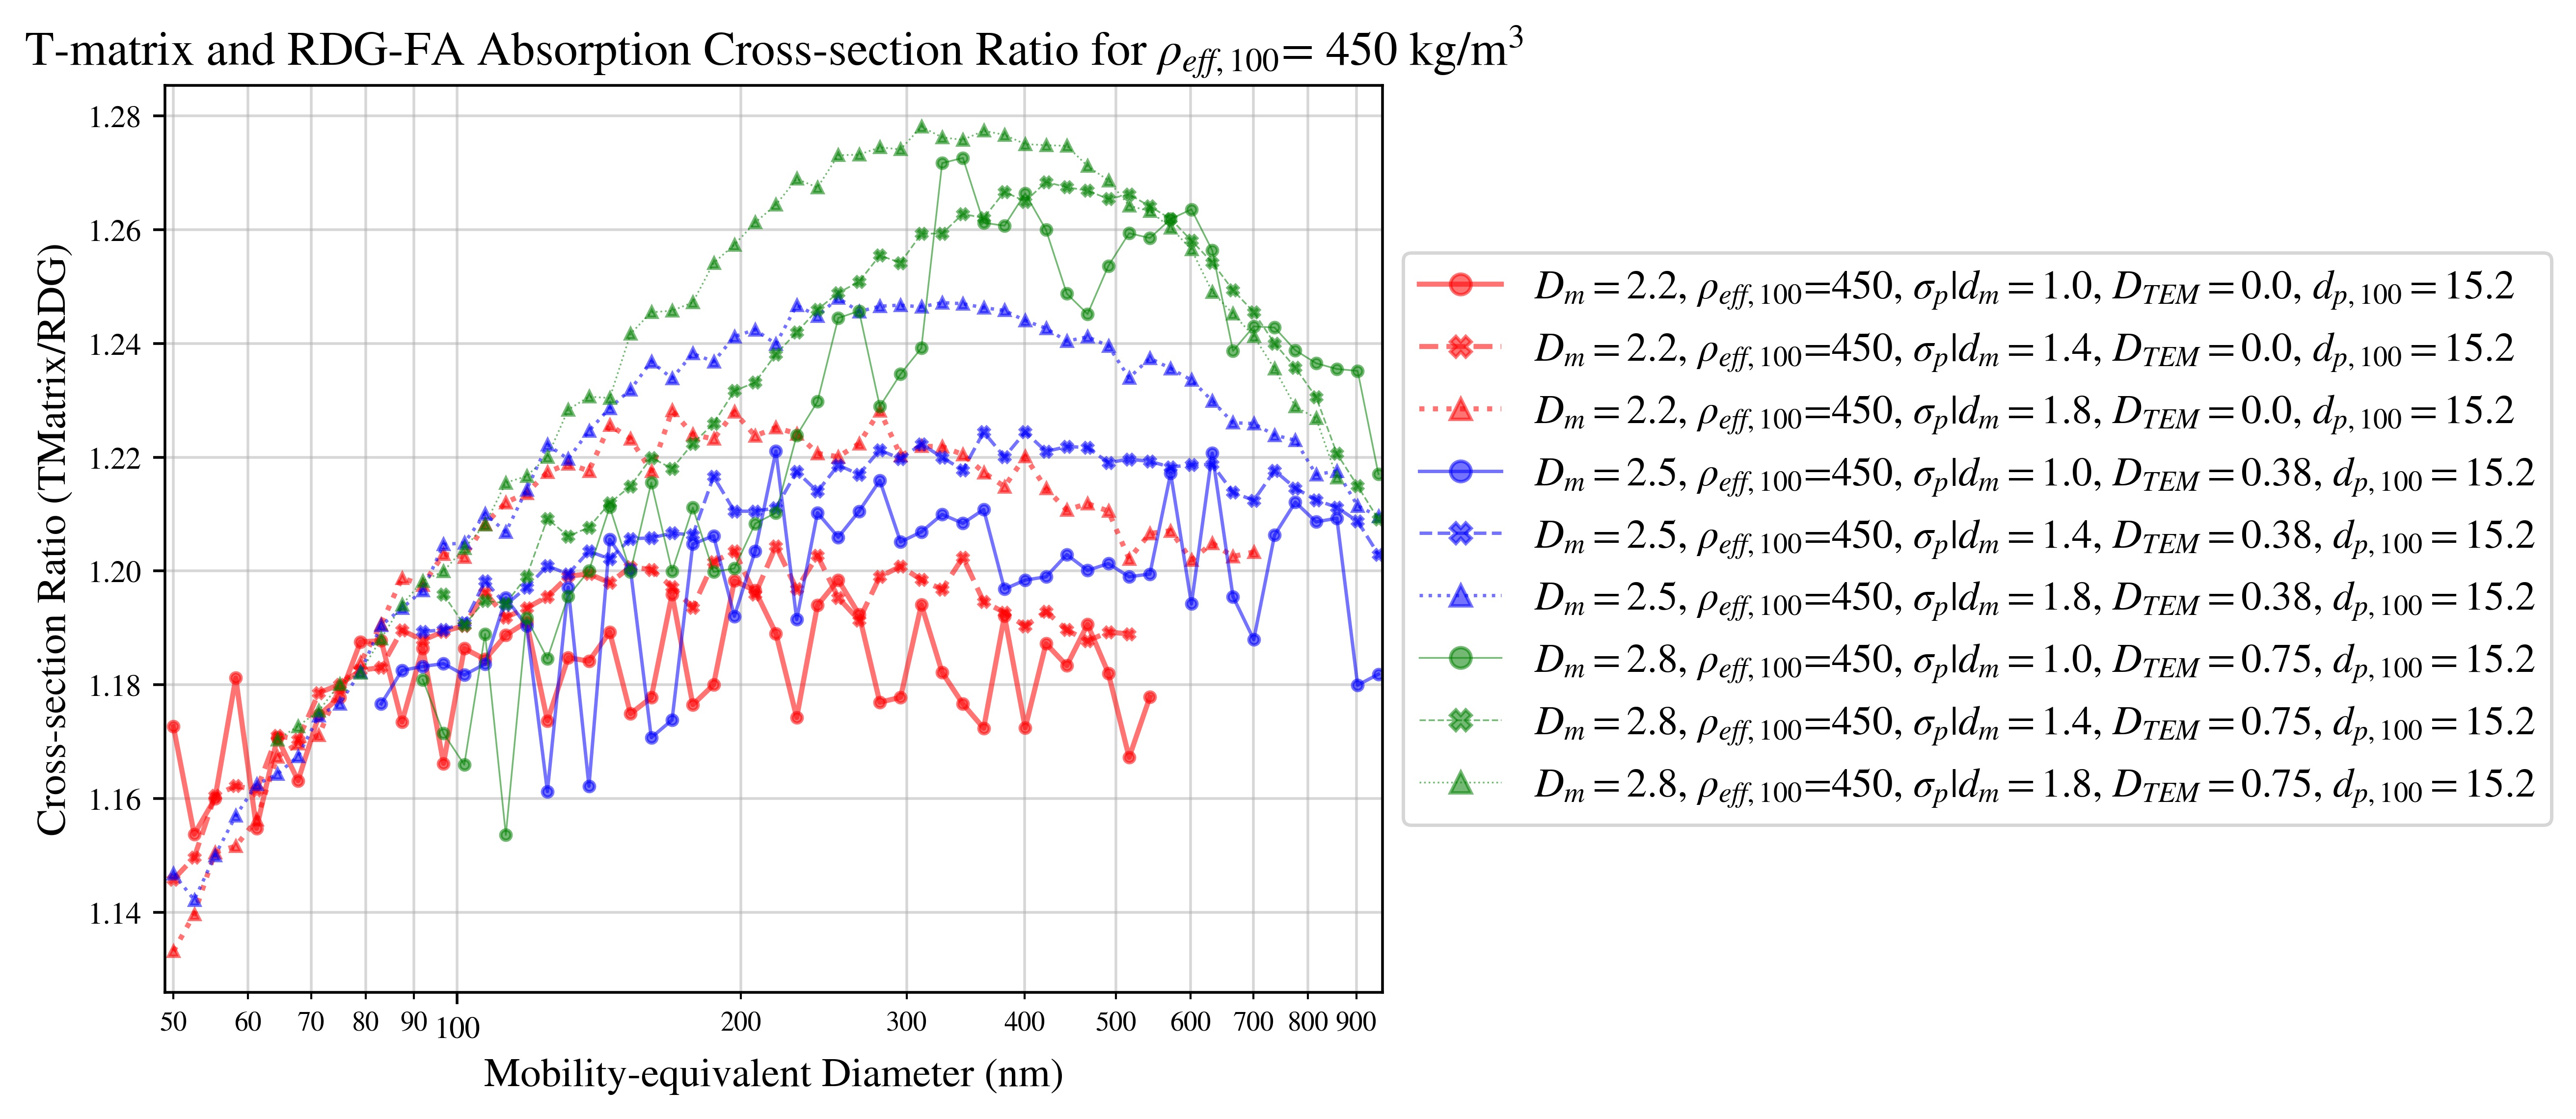 T-matrix and RDG-FA Absorption Cross-section Ratio for ρeff,100= 450 kg/m³
Cross-section Ratio (TMatrix/RDG)
1.28
1.26
1.24
1.22
1.20
1.18
1.16
1.14
50 60 70 80 90 100 200 300 400 500 600 700 800 900
Mobility-equivalent Diameter (nm)
Dm = 2.2, ρeff,100=450, σp|dm = 1.0, DTEM = 0.0, dp,100 = 15.2
Dm = 2.2, ρeff,100=450, σp|dm = 1.4, DTEM = 0.0, dp,100 = 15.2
Dm = 2.2, ρeff,100=450, σp|dm = 1.8, DTEM = 0.0, dp,100 = 15.2
Dm = 2.5, ρeff,100=450, σp|dm = 1.0, DTEM = 0.38, dp,100 = 15.2
Dm = 2.5, ρeff,100=450, σp|dm = 1.4, DTEM = 0.38, dp,100 = 15.2
Dm = 2.5, ρeff,100=450, σp|dm = 1.8, DTEM = 0.38, dp,100 = 15.2
Dm = 2.8, ρeff,100=450, σp|dm = 1.0, DTEM = 0.75, dp,100 = 15.2
Dm = 2.8, ρeff,100=450, σp|dm = 1.4, DTEM = 0.75, dp,100 = 15.2
Dm = 2.8, ρeff,100=450, σp|dm = 1.8, DTEM = 0.75, dp,100 = 15.2